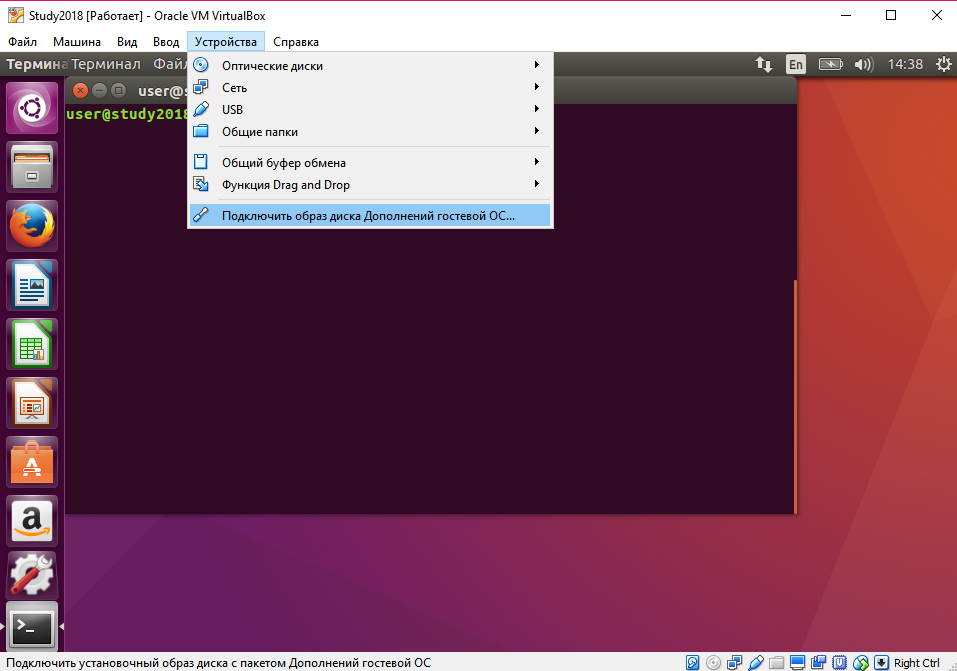 Study2018 [Работает] - Oracle VM VirtualBox
Файл Машина Вид Ввод Устройства Справка
Термина Терминал Файл En 14:38
Оптические диски
Сеть
USB
Общие папки
Общий буфер обмена
Функция Drag and Drop
Подключить образ диска Дополнений гостевой ОС...
user@s
user@study2018
Подключить установочный образ диска с пакетом Дополнений гостевой ОС Right Ctrl